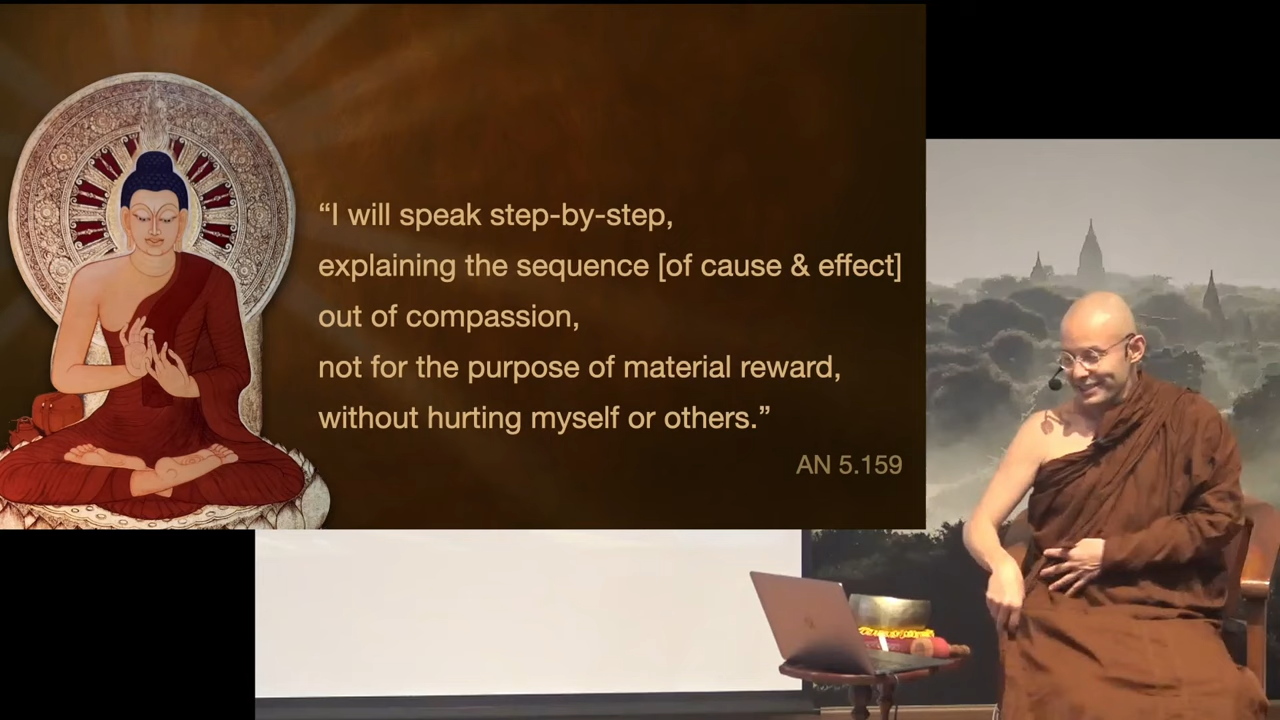 “I will speak step-by-step,
explaining the sequence [of cause & effect]
out of compassion,
not for the purpose of material reward,
without hurting myself or others.”
AN 5.159